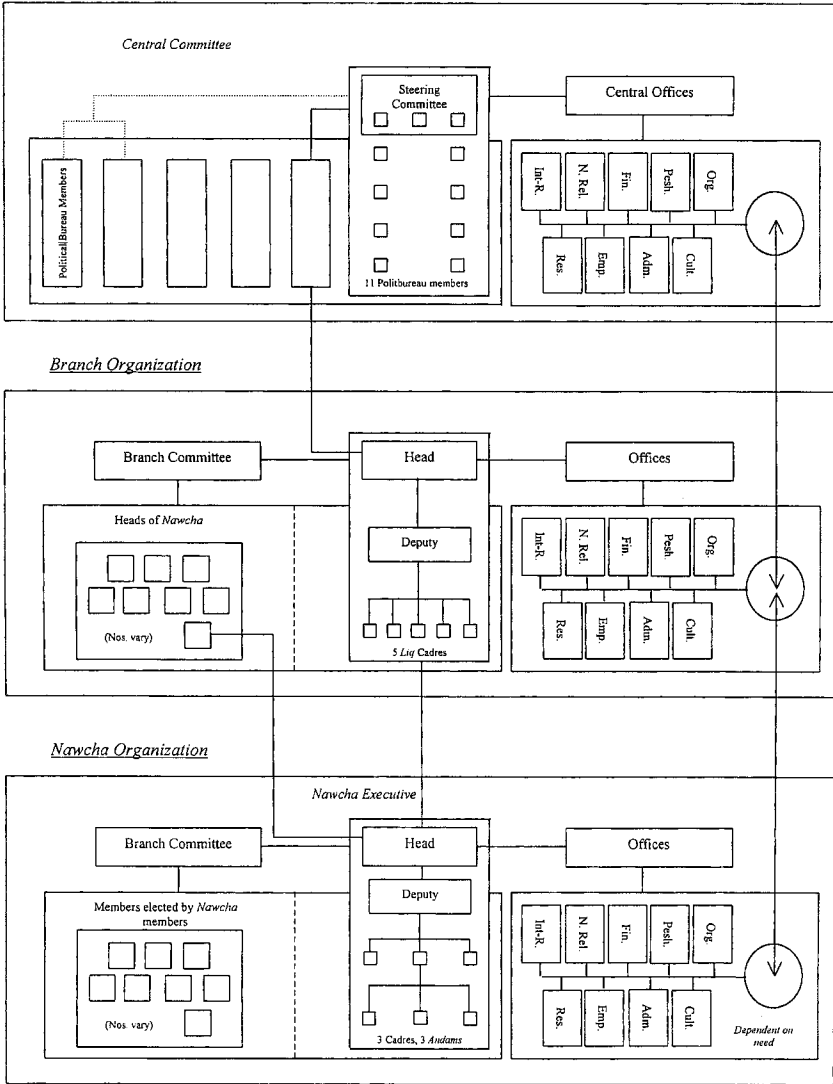 Central Committee
Steering
Committee
Central Offices
Political Bureau Members
11 Politbureau members
Int-R.
N. Rel.
Fin.
Pesh.
Org.
Res.
Emp.
Adm.
Cult.
Branch Organization
Branch Committee
Head
Offices
Heads of Nawcha
(Nos. vary)
Deputy
5 Liq Cadres
Int-R.
N. Rel.
Fin.
Pesh.
Org.
Res.
Emp.
Adm.
Cult.
Nawcha Organization
Nawcha Executive
Branch Committee
Head
Offices
Members elected by Nawcha
members
(Nos. vary)
Deputy
3 Cadres, 3 Andams
Int-R.
N. Rel.
Fin.
Pesh.
Org.
Res.
Emp.
Adm.
Cult.
Dependent on
need